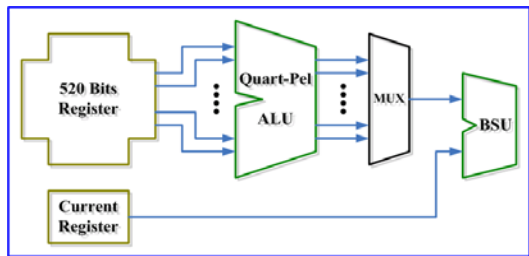 520 Bits
Register
Quart-Pel
ALU
MUX
BSU
Current
Register